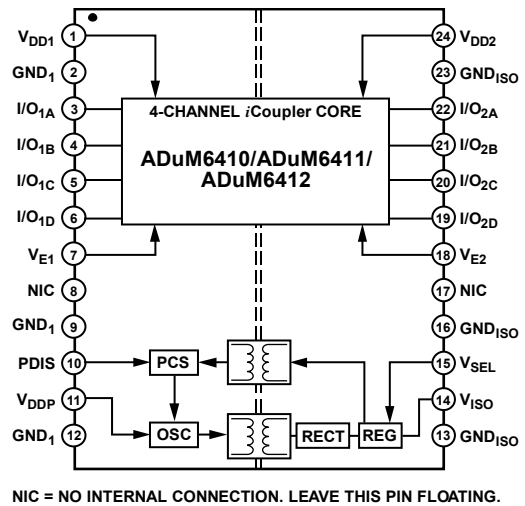 VDD1 1
GND1 2
I/O1A 3
I/O1B 4
I/O1C 5
I/O1D 6
VE1 7
NIC 8
GND1 9
PDIS 10
VDDP 11
GND1 12
4-CHANNEL iCoupler CORE
ADuM6410/ADuM6411/
ADuM6412
PCS
OSC
RECT
REG
24 VDD2
23 GNDISO
22 I/O2A
21 I/O2B
20 I/O2C
19 I/O2D
18 VE2
17 NIC
16 GNDISO
15 VSEL
14 VISO
13 GNDISO
NIC = NO INTERNAL CONNECTION. LEAVE THIS PIN FLOATING.